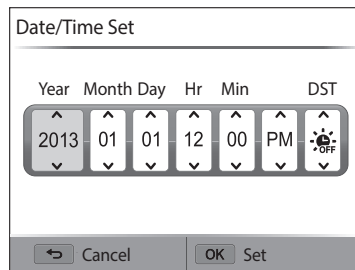 Date/Time Set
Year Month Day Hr Min DST
2013 01 01 12 00 PM OFF
Cancel OK Set